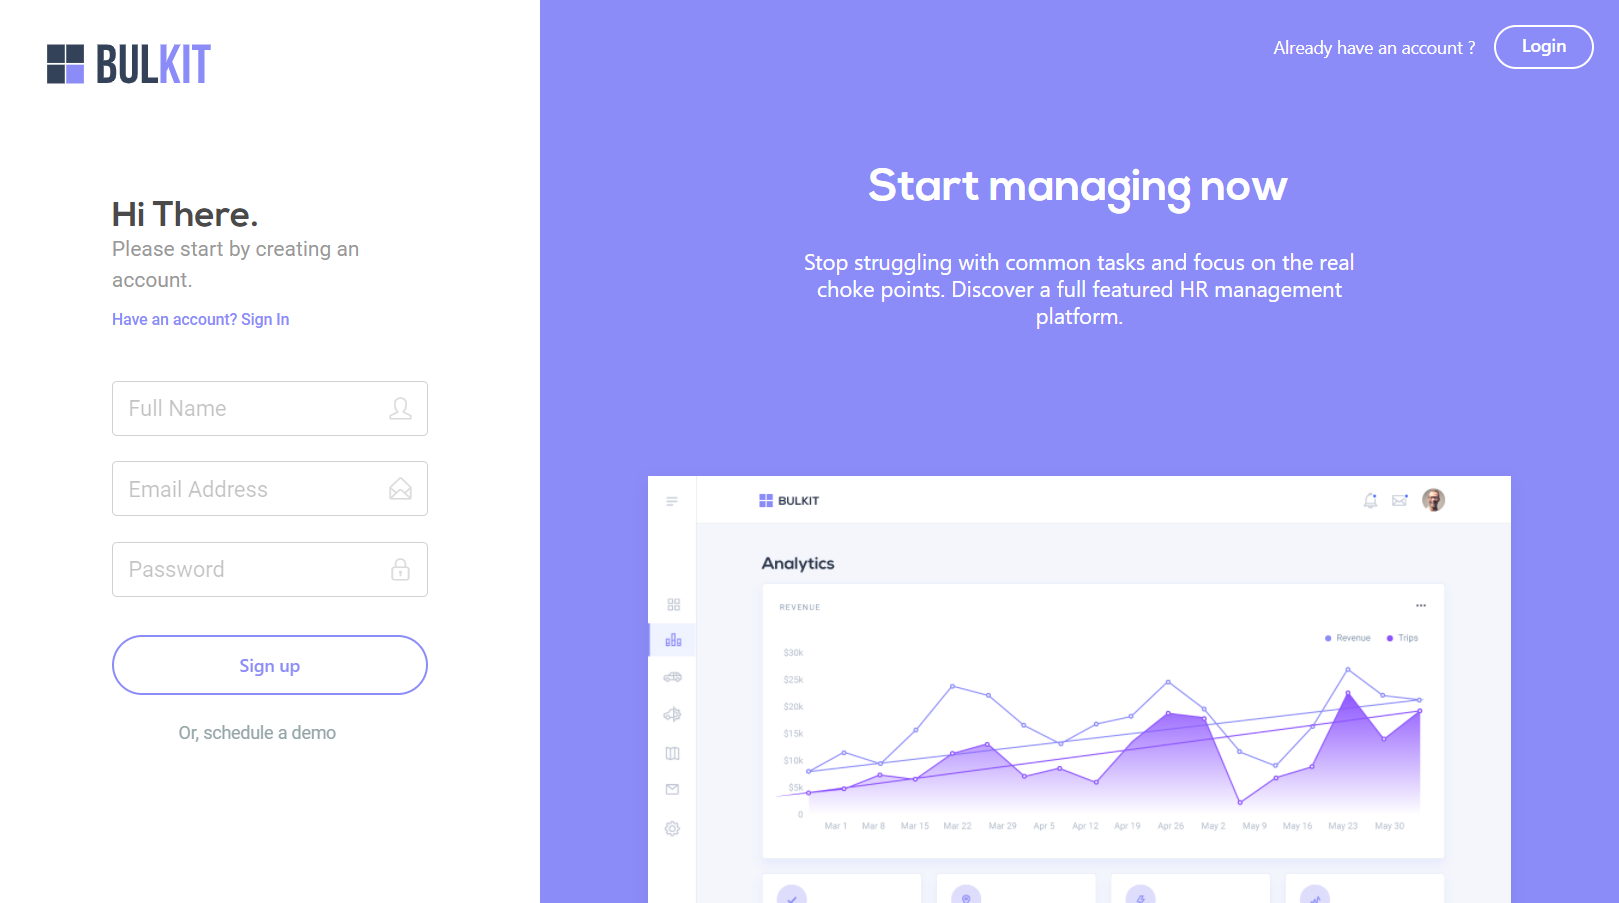 BULKIT
Already have an account ?
Login
Hi There.
Please start by creating an
account.
Have an account? Sign In
Full Name
Email Address
Password
Sign up
Or, schedule a demo
Start managing now
Stop struggling with common tasks and focus on the real
choke points. Discover a full featured HR management
platform.
BULKIT
Analytics
REVENUE
Revenue Trips
$30k
$25k
$20k
$15k
$10k
$5k
0
Mar 1 Mar 8 Mar 15 Mar 22 Mar 29 Apr 5 Apr 12 Apr 19 Apr 26 May 2 May 9 May 16 May 23 May 30